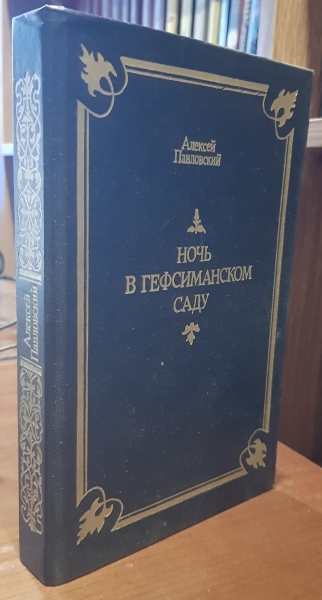 Алексей
Павловский
НОЧЬ
В ГЕФСИМАНСКОМ
САДУ
Алексей
Павловский